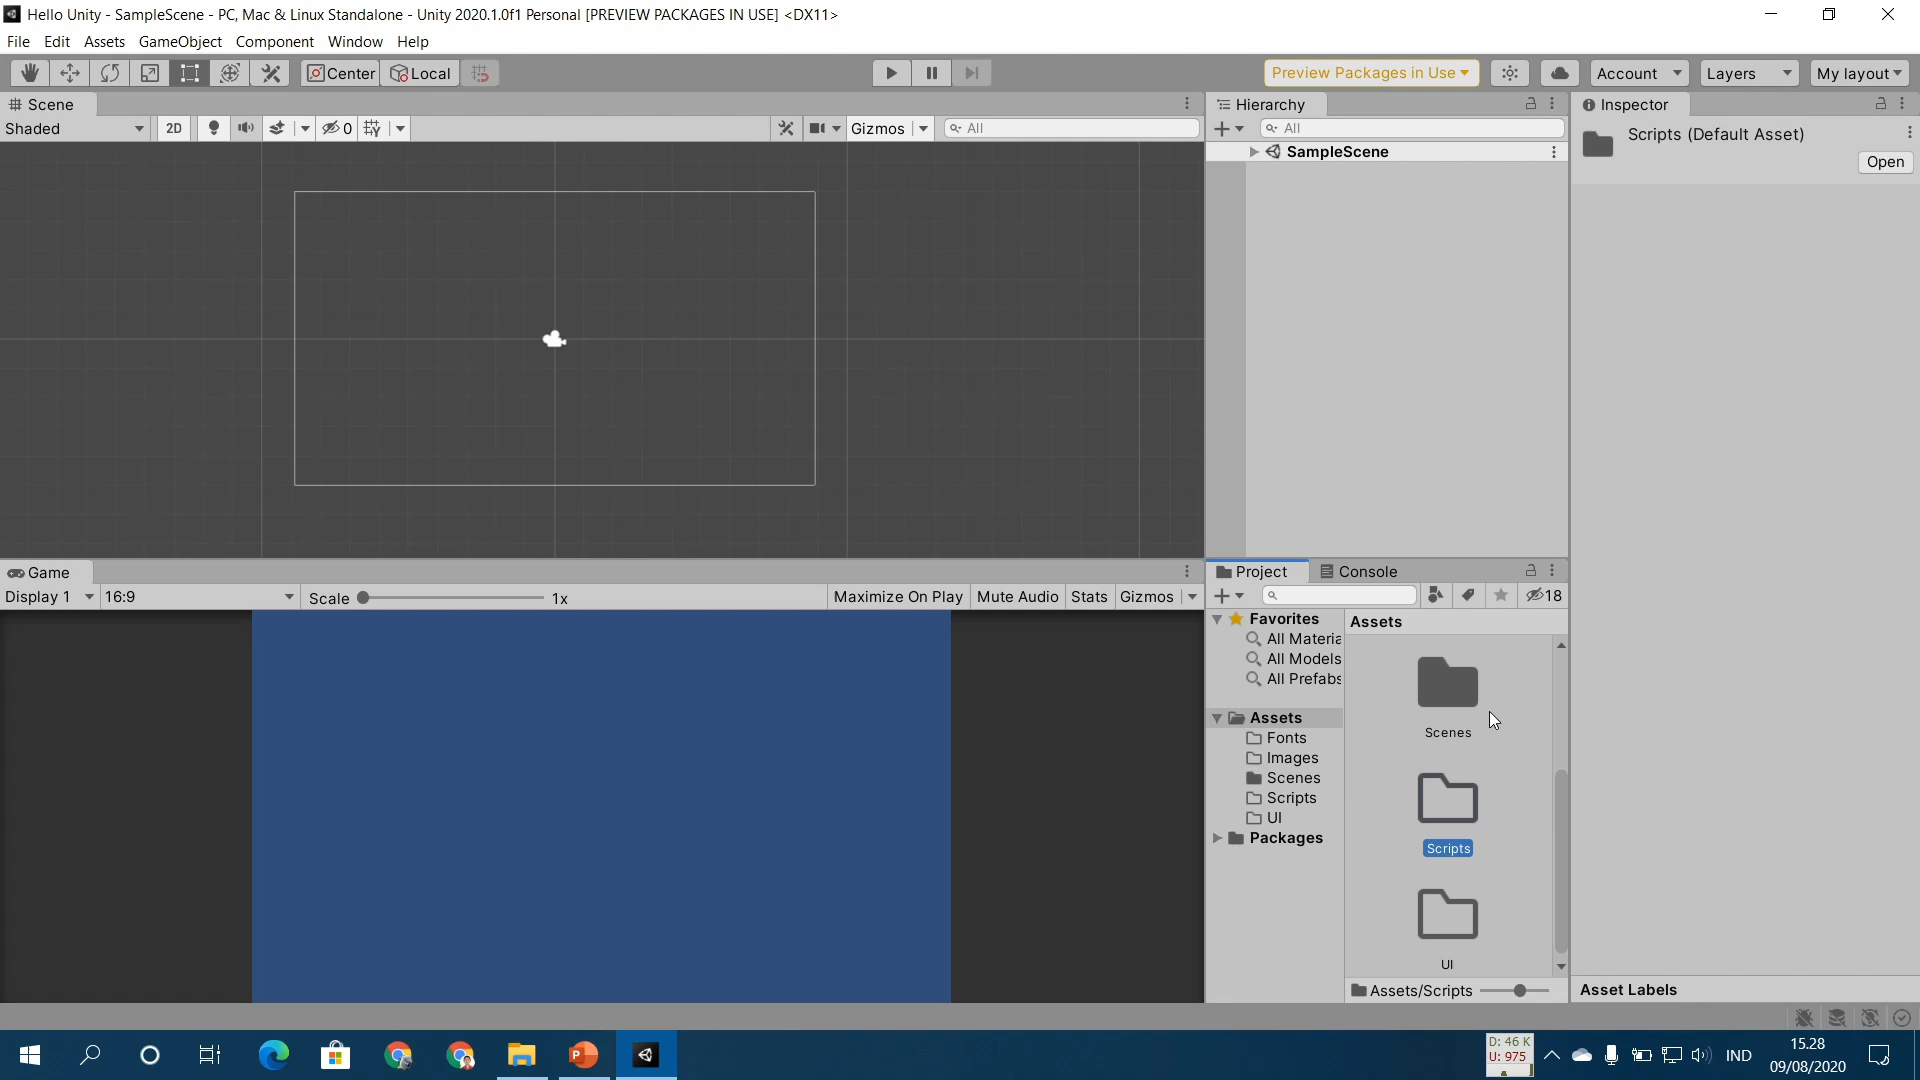 Hello Unity - SampleScene - PC, Mac & Linux Standalone - Unity 2020.1.0f1 Personal [PREVIEW PACKAGES IN USE] <DX11>
File Edit Assets GameObject Component Window Help
Center Local Preview Packages in Use Account Layers My layout
Scene
Shaded 2D 0 Gizmos All
Hierarchy
All
SampleScene
Inspector
Scripts (Default Asset)
Open
Game
Display 1 16:9 Scale 1x Maximize On Play Mute Audio Stats Gizmos
Project Console
18
Favorites
All Materia
All Models
All Prefabs
Assets
Fonts
Images
Scenes
Scripts
UI
Packages
Assets
Scenes
Scripts
UI
Assets/Scripts
Asset Labels
D: 46 K
U: 975
IND
15.28
09/08/2020